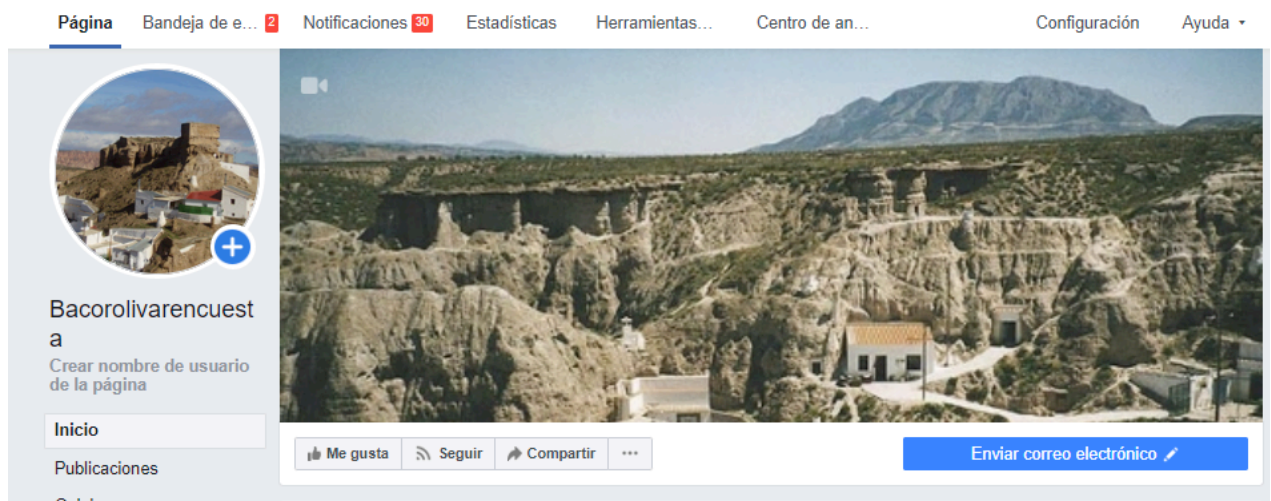 Página Bandeja de e... 2 Notificaciones 30 Estadísticas Herramientas... Centro de an... Configuración Ayuda
Bacorolivarencuest
a
Crear nombre de usuario
de la página
Inicio
Publicaciones
Me gusta Seguir Compartir ... Enviar correo electrónico